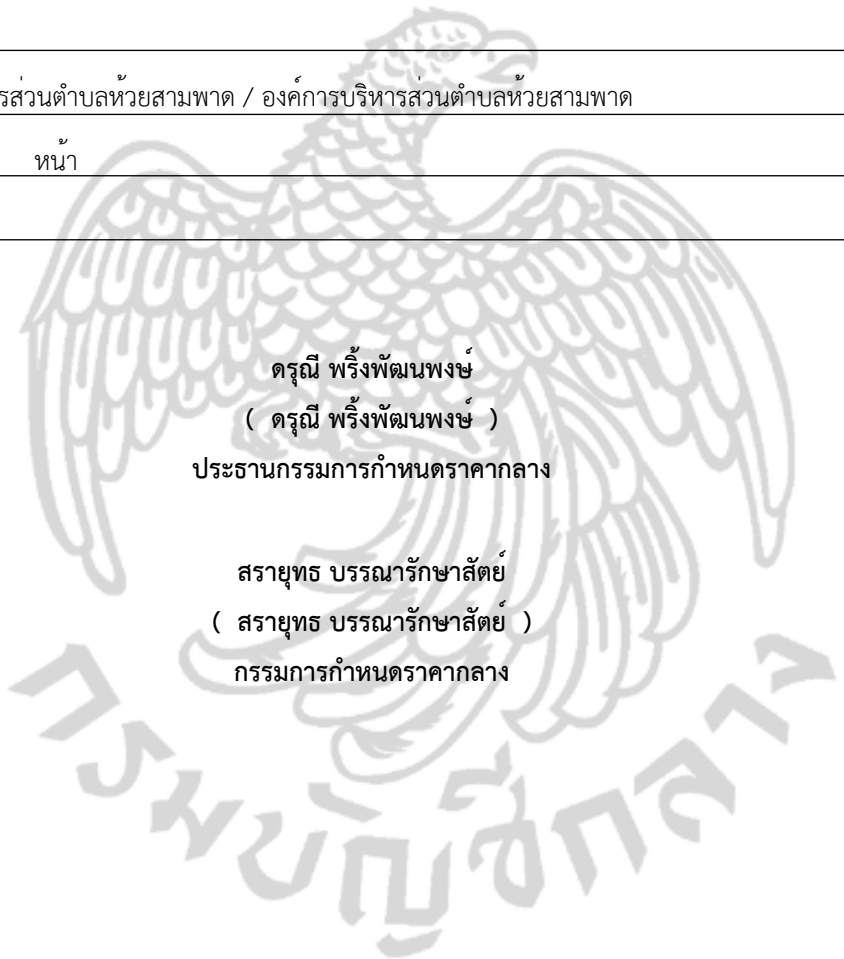 รส่วนตำบลห้วยสามพาด / องค์การบริหารส่วนตำบลห้วยสามพาด
หน้า
ดรุณี พริ้งพัฒนพงษ์
( ดรุณี พริ้งพัฒนพงษ์ )
ประธานกรรมการกำหนดราคากลาง
สรายุทธ บรรณารักษาสัตย์
( สรายุทธ บรรณารักษาสัตย์ )
กรรมการกำหนดราคากลาง
กรมบัญชีกลาง